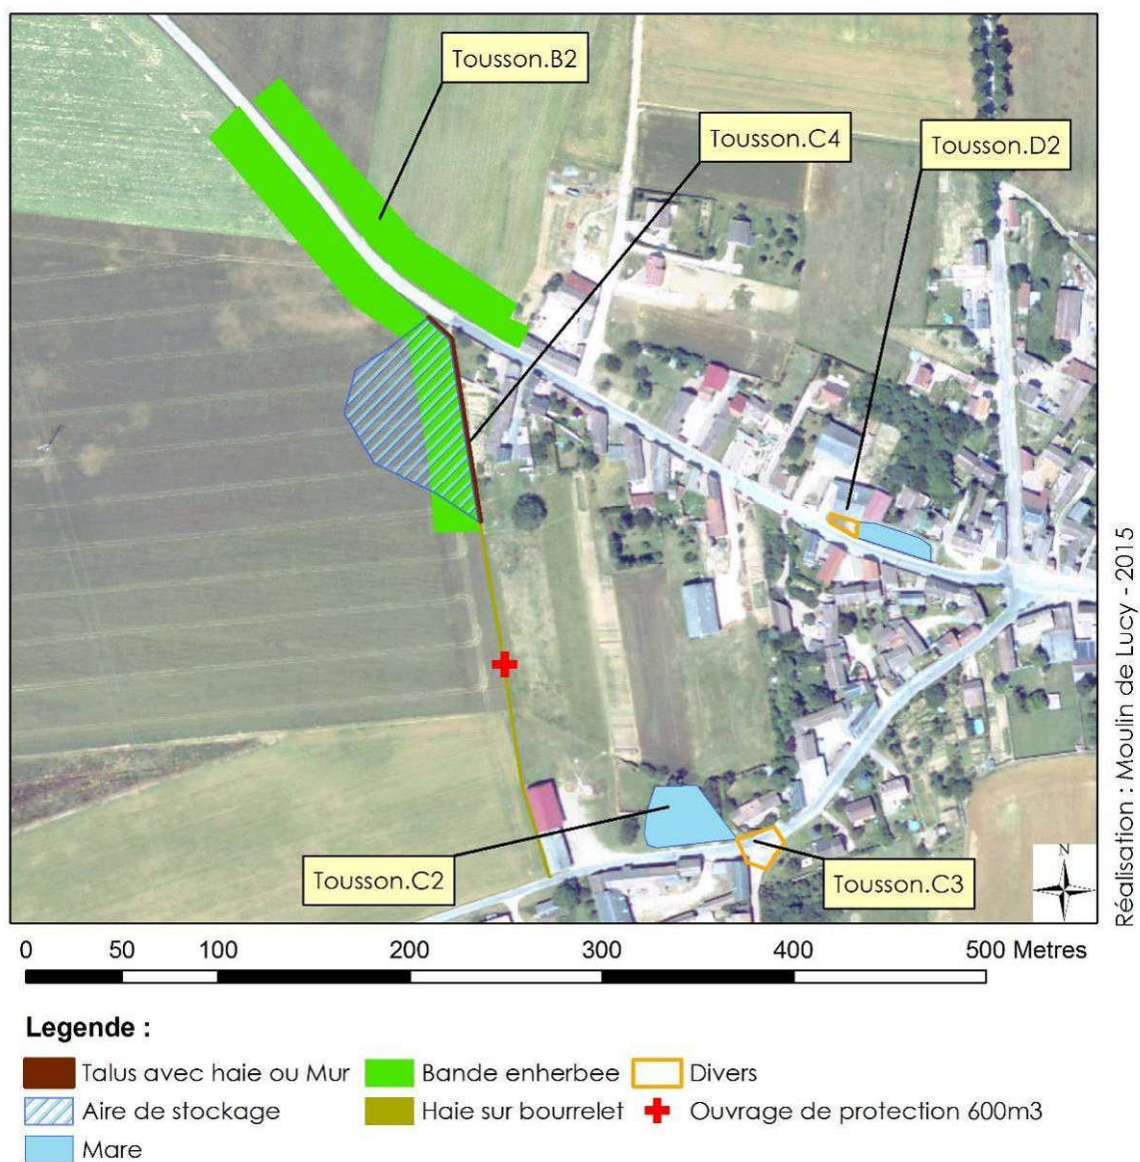 Tousson.B2
Tousson.C4
Tousson.D2
Tousson.C2
Tousson.C3
N
Réalisation : Moulin de Lucy - 2015
0 50 100 200 300 400 500 Metres
Legende :
Talus avec haie ou Mur
Bande enherbee
Divers
Aire de stockage
Haie sur bourrelet
Ouvrage de protection 600m3
Mare